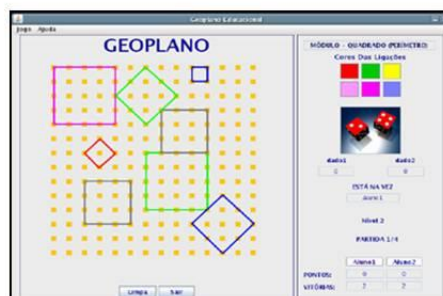 Geoplano Educacional
Jogo Ajuda
GEOPLANO
MÓDULO - QUADRADO (PERÍMETRO)
Cores Das Ligações
dado1 dado2
ESTÁ NA VEZ
Aluno1
Nível 2
PARTIDA 1/4
Aluno1 Aluno2
PONTOS: 0 0
VITÓRIAS:
Limpa Sair